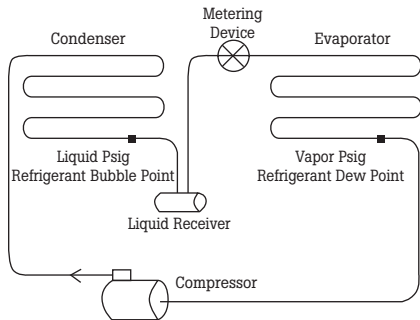 Metering
Device
Condenser
Evaporator
Liquid Psig
Refrigerant Bubble Point
Vapor Psig
Refrigerant Dew Point
Liquid Receiver
Compressor